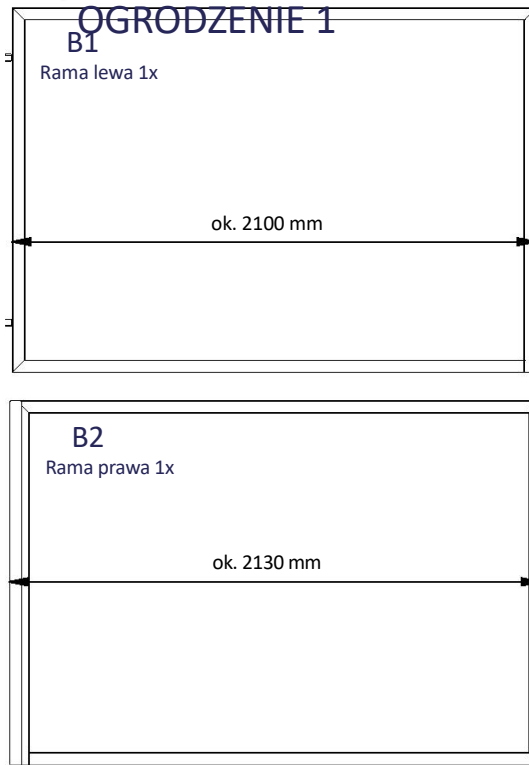 OGRODZENIE 1
B1
Rama lewa 1x
ok. 2100 mm
B2
Rama prawa 1x
ok. 2130 mm